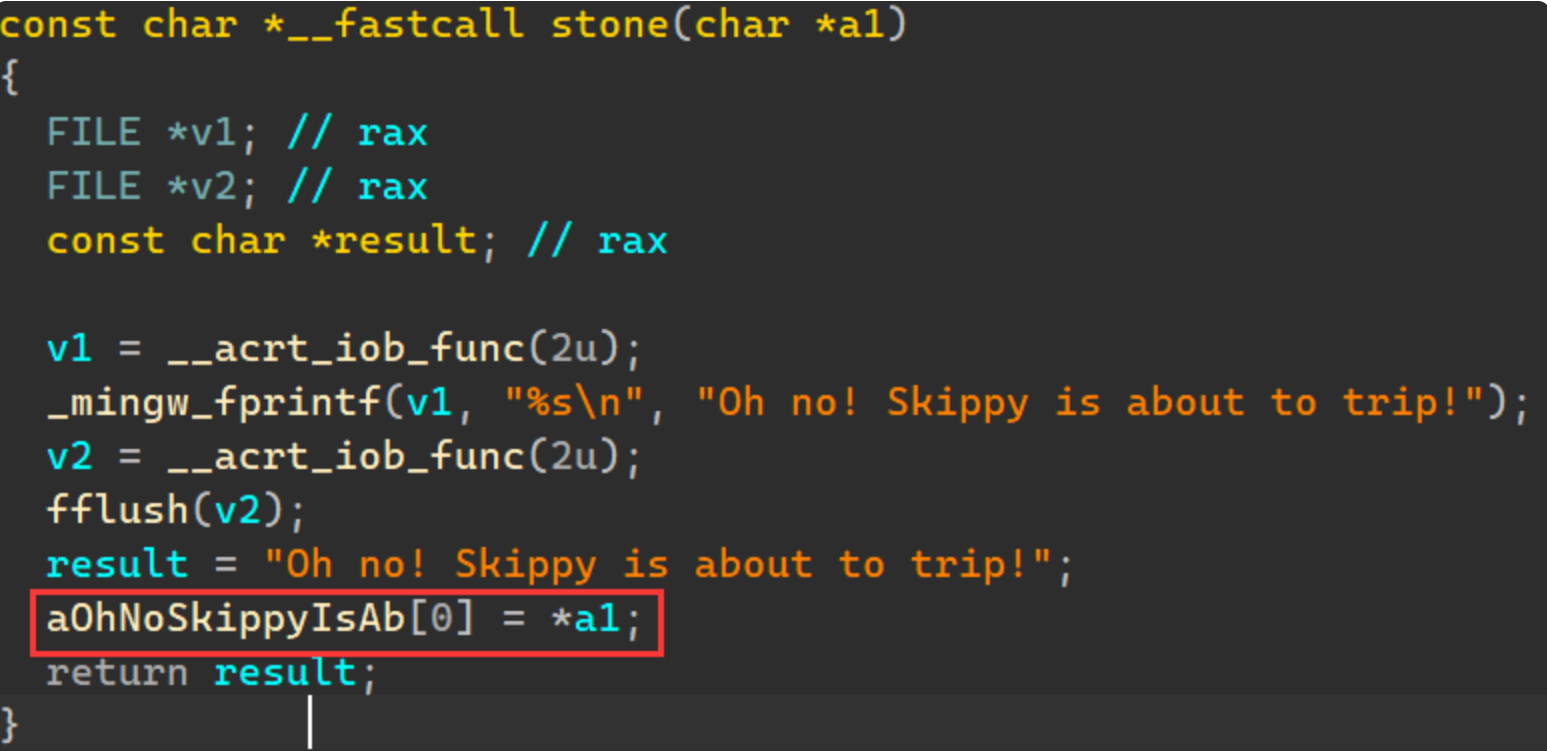 const char *__fastcall stone(char *a1)
{
  FILE *v1; // rax
  FILE *v2; // rax
  const char *result; // rax

  v1 = __acrt_iob_func(2u);
  _mingw_fprintf(v1, "%s\n", "Oh no! Skippy is about to trip!");
  v2 = __acrt_iob_func(2u);
  fflush(v2);
  result = "Oh no! Skippy is about to trip!";
  aOhNoSkippyIsAb[0] = *a1;
  return result;
}